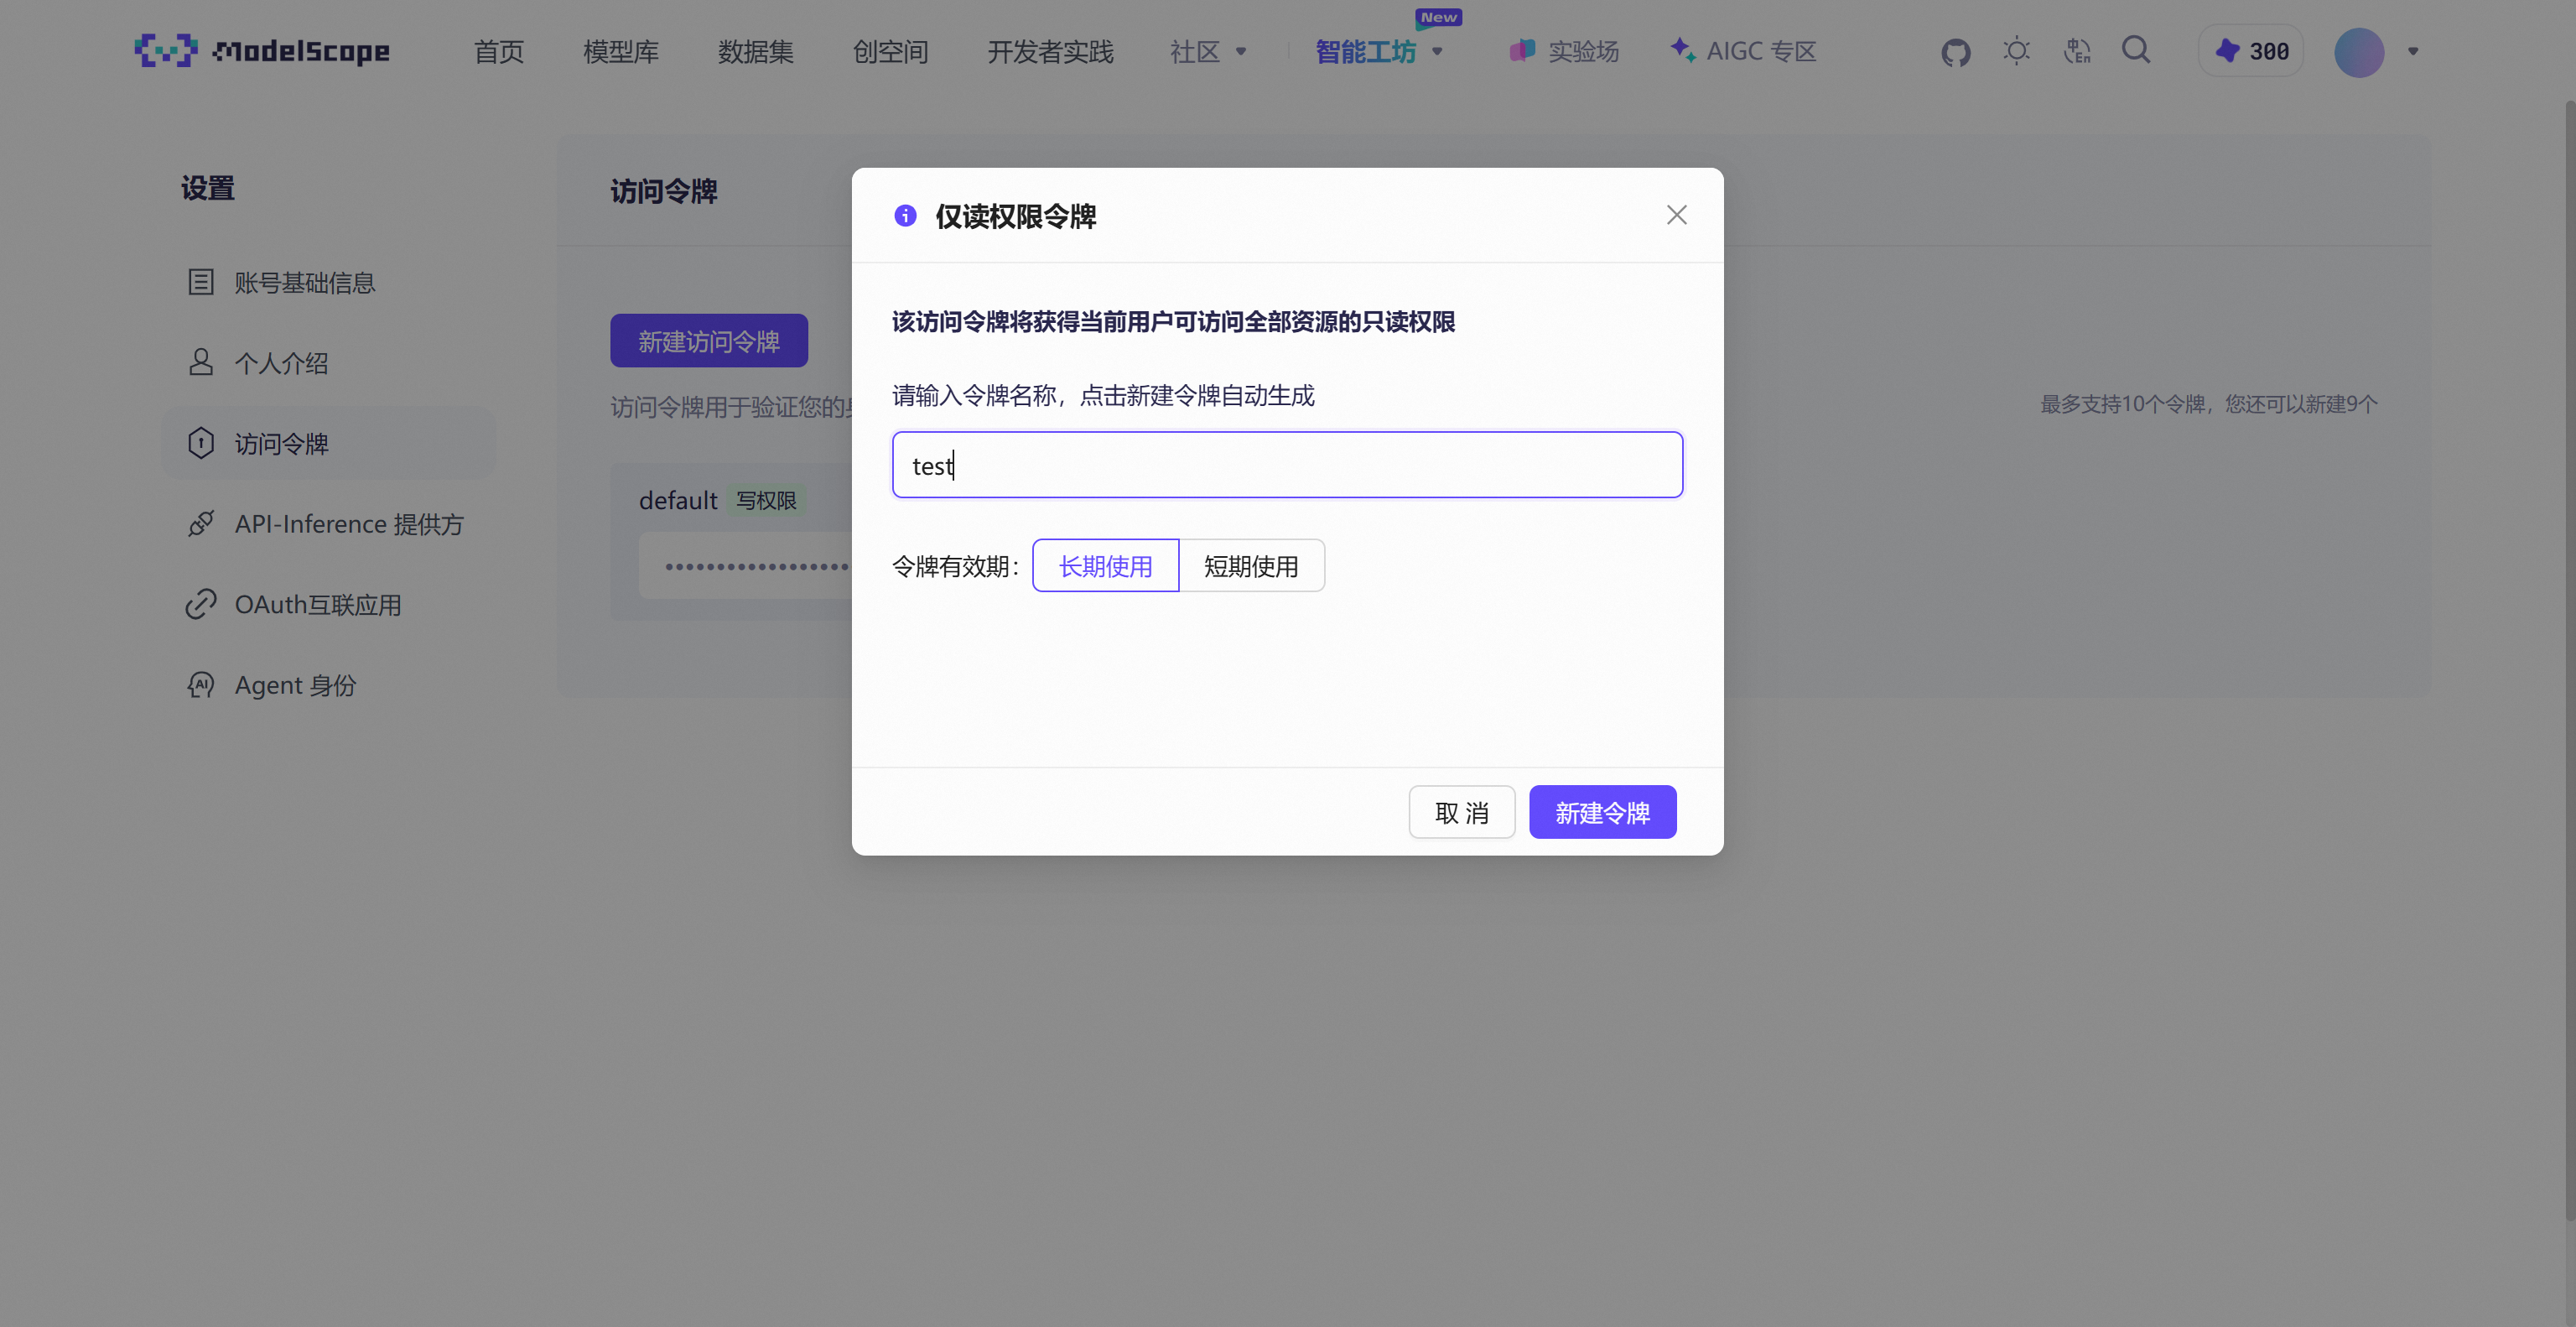 ModelScope 首页 模型库 数据集 创空间 开发者实践 社区 智能工坊 New 实验场 AIGC 专区 中 En 300
设置
账号基础信息
个人介绍
访问令牌
API-Inference 提供方
OAuth互联应用
AI Agent 身份
访问令牌
新建访问令牌
访问令牌用于验证您的
最多支持10个令牌，您还可以新建9个
default 写权限
仅读权限令牌
该访问令牌将获得当前用户可访问全部资源的只读权限
请输入令牌名称，点击新建令牌自动生成
test
令牌有效期： 长期使用 短期使用
取 消 新建令牌